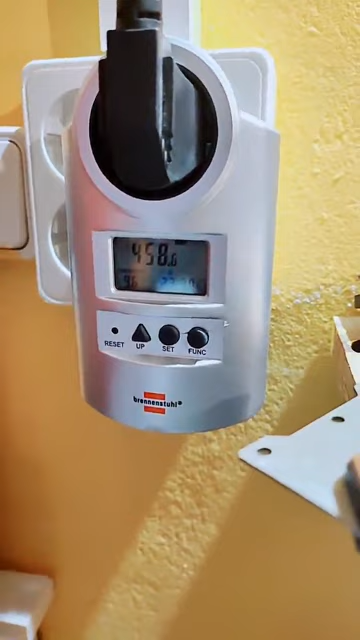 458.6
RESET
UP
SET
FUNC
brennenstuhl®